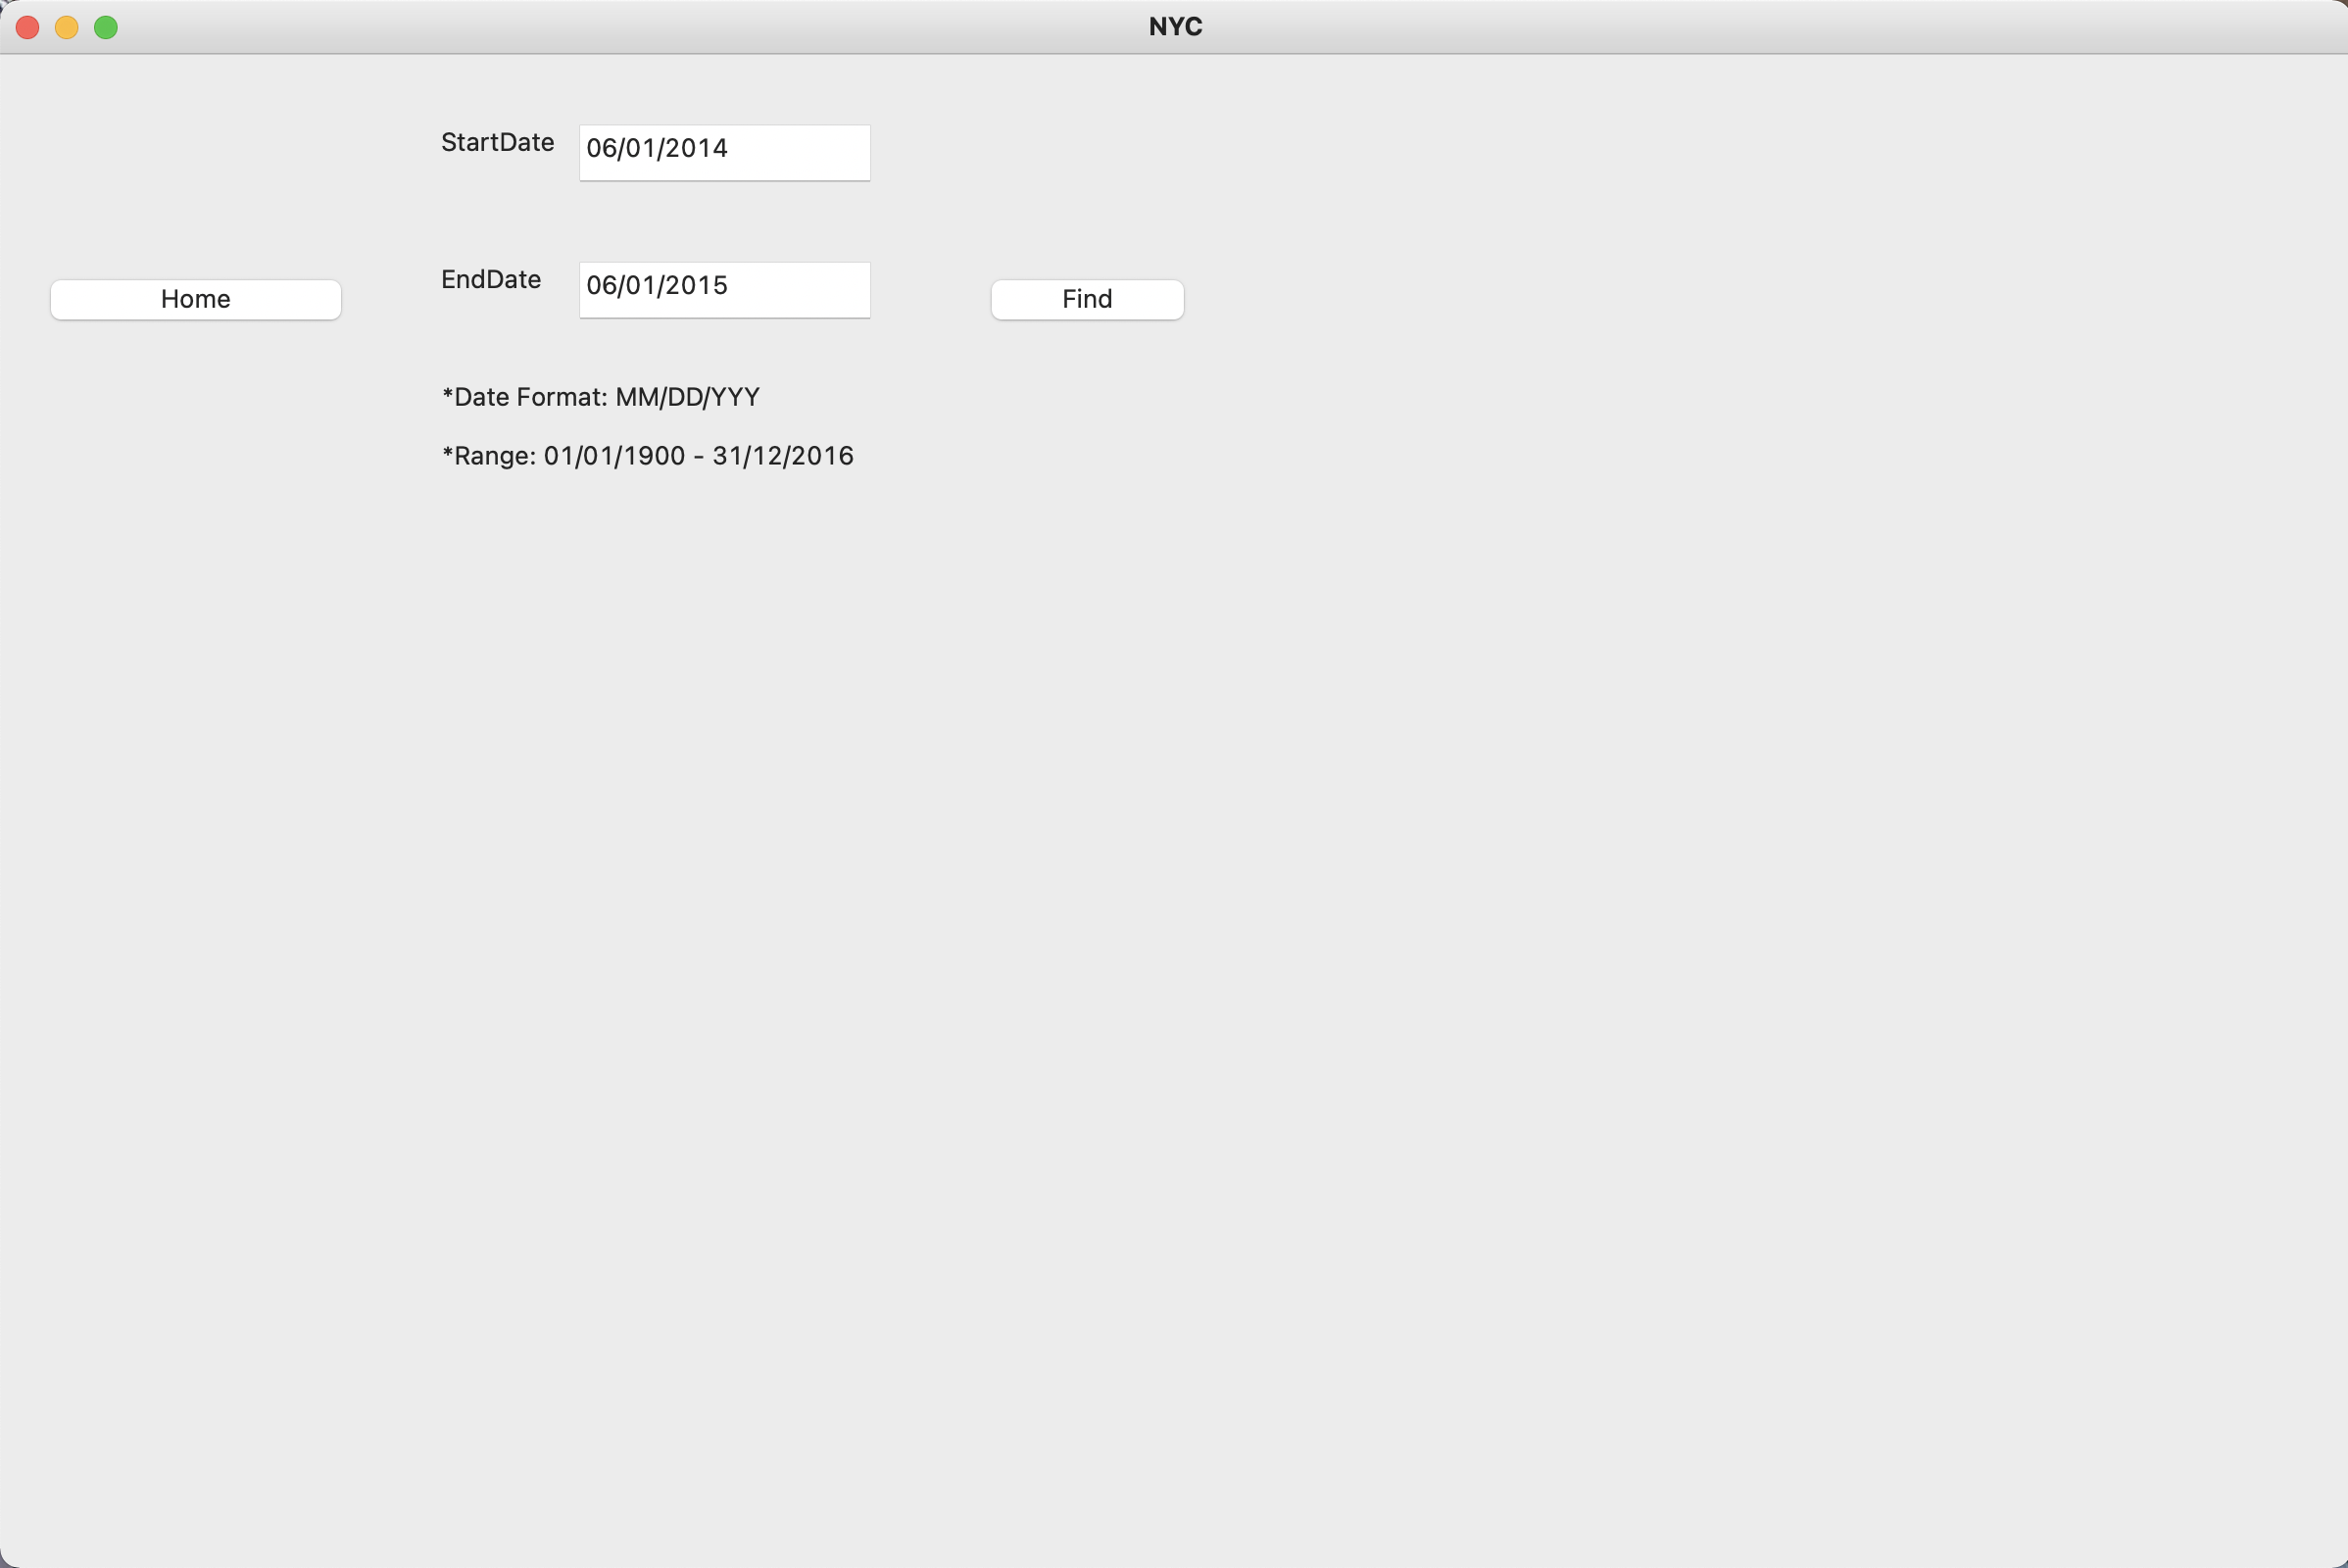 NYC
StartDate 06/01/2014
EndDate 06/01/2015
Home
Find
*Date Format: MM/DD/YYY
*Range: 01/01/1900 - 31/12/2016